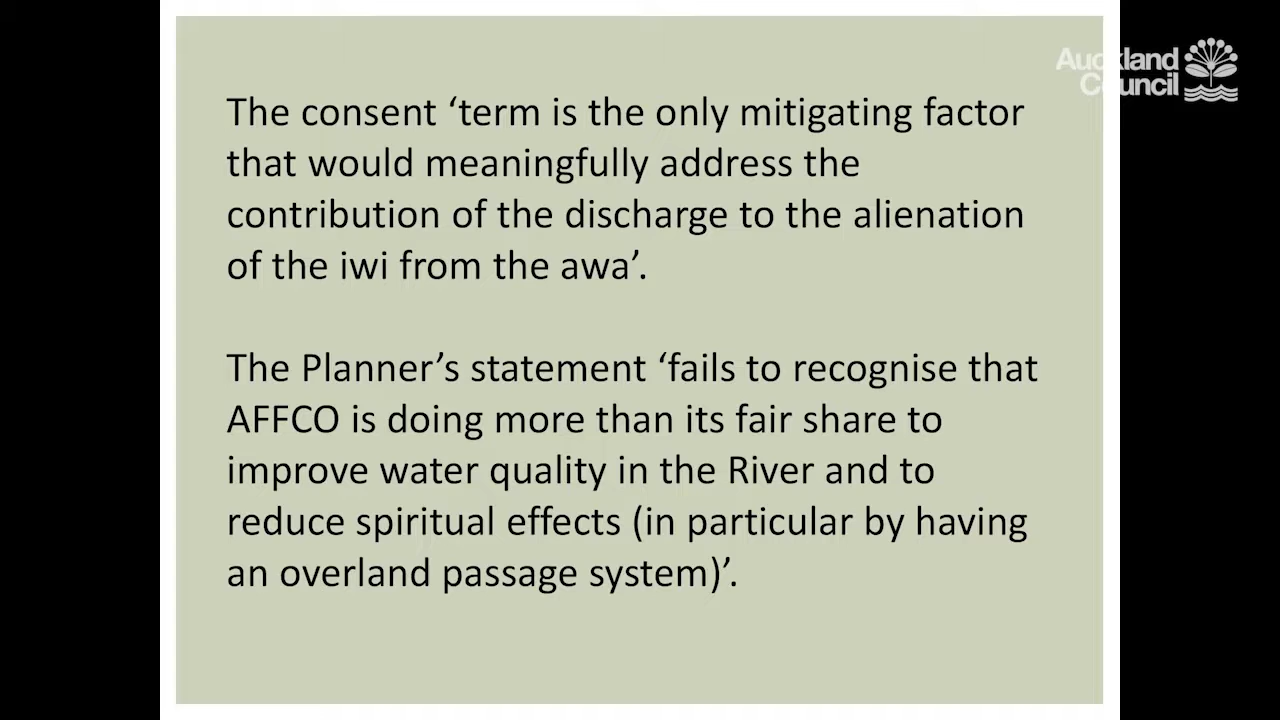 Auckland
Council
The consent ‘term is the only mitigating factor
that would meaningfully address the
contribution of the discharge to the alienation
of the iwi from the awa’.
The Planner’s statement ‘fails to recognise that
AFFCO is doing more than its fair share to
improve water quality in the River and to
reduce spiritual effects (in particular by having
an overland passage system)’.